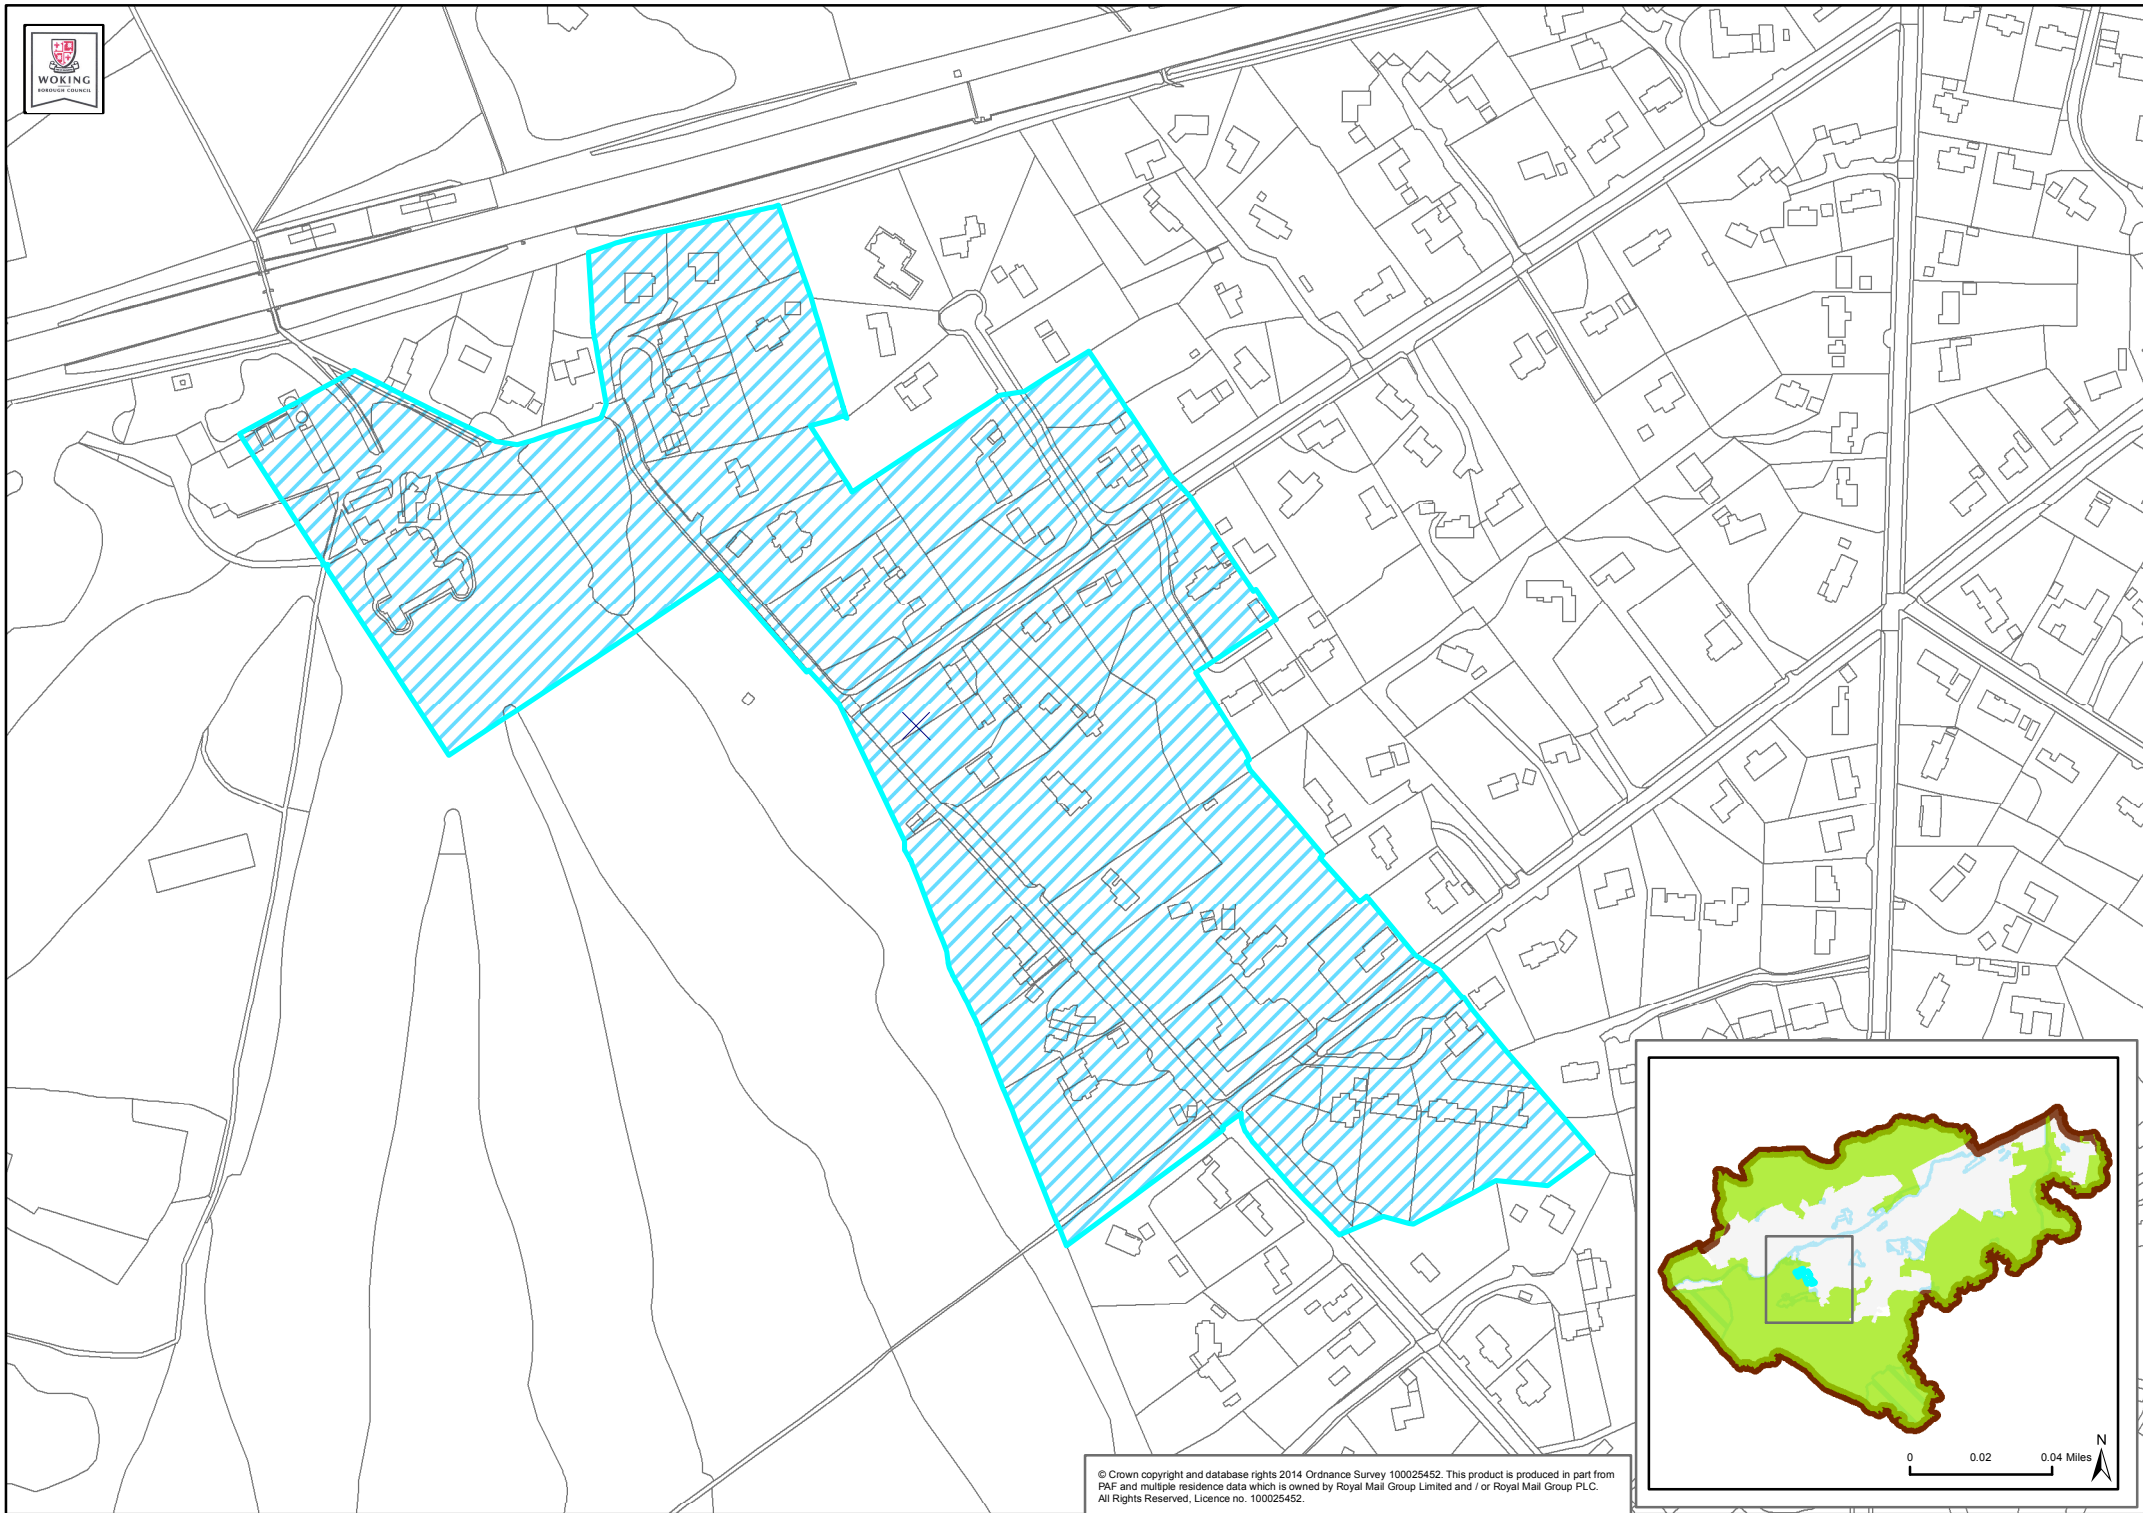 WOKING
BOROUGH COUNCIL
N
0 0.02 0.04 Miles
© Crown copyright and database rights 2014 Ordnance Survey 100025452. This product is produced in part from
PAF and multiple residence data which is owned by Royal Mail Group Limited and / or Royal Mail Group PLC.
All Rights Reserved, Licence no. 100025452.